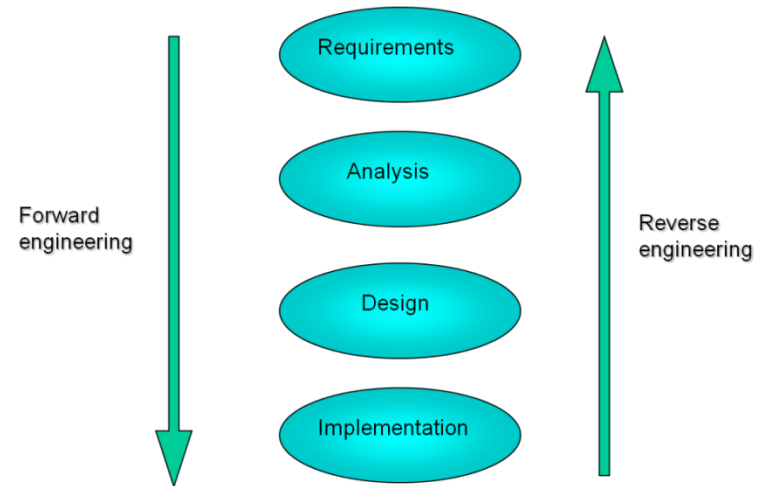 Requirements
Analysis
Forward
engineering
Reverse
engineering
Design
Implementation